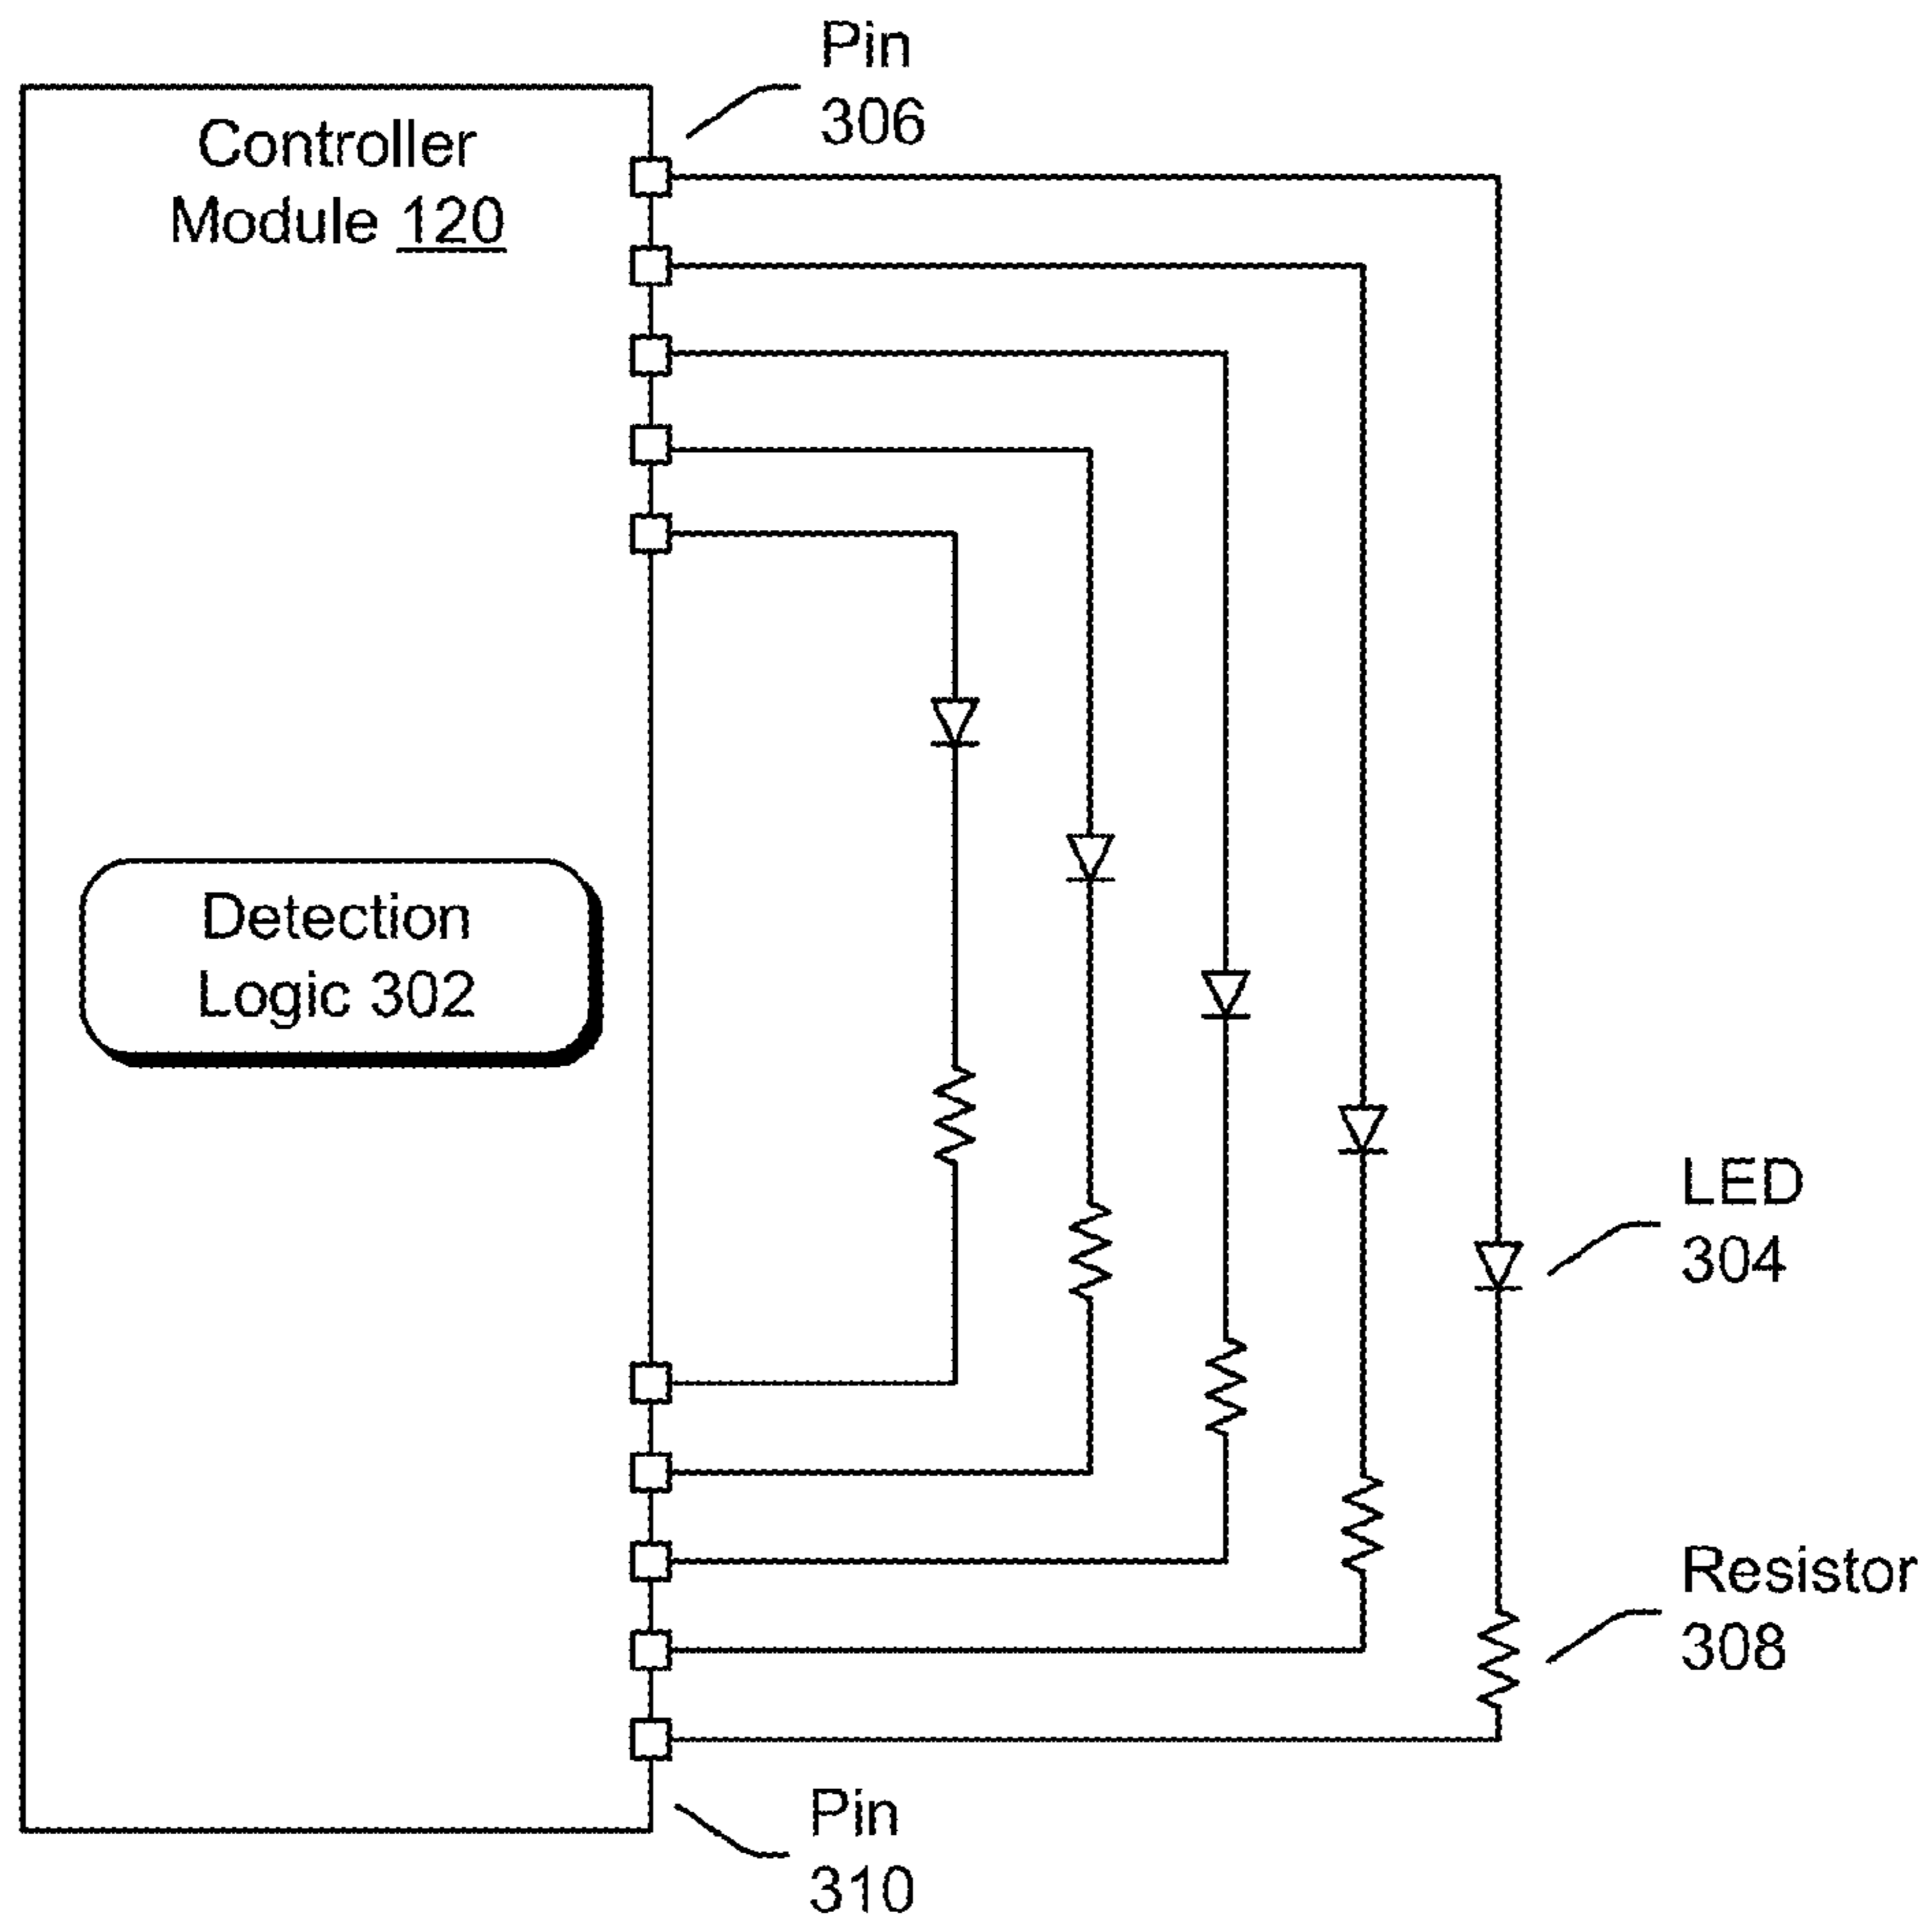 Pin
306
Controller
Module 120
Detection
Logic 302
LED
304
Resistor
308
Pin
310